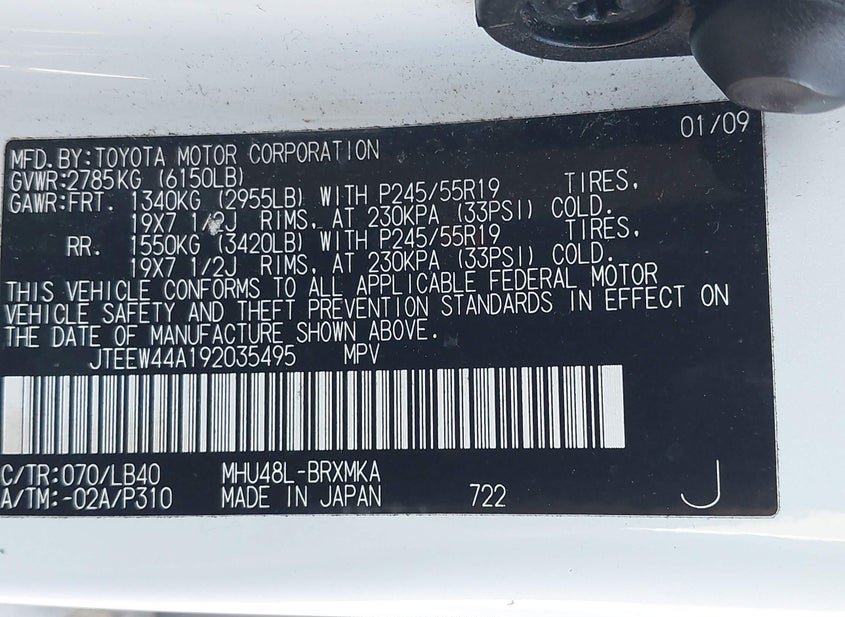 01/09
MFD.BY:TOYOTA MOTOR CORPORATION
GVWR:2785KG (6150LB)
GAWR:FRT. 1340KG (2955LB) WITH P245/55R19 TIRES,
19X7 1/2J RIMS, AT 230KPA (33PSI) COLD.
RR. 1550KG (3420LB) WITH P245/55R19 TIRES,
19X7 1/2J RIMS, AT 230KPA (33PSI) COLD.
THIS VEHICLE CONFORMS TO ALL APPLICABLE FEDERAL MOTOR
VEHICLE SAFETY AND THEFT PREVENTION STANDARDS IN EFFECT ON
THE DATE OF MANUFACTURE SHOWN ABOVE.
JTEEW44A192035495 MPV
C/TR:070/LB40 MHU48L-BRXMKA
A/TM:-02A/P310 MADE IN JAPAN 722 J